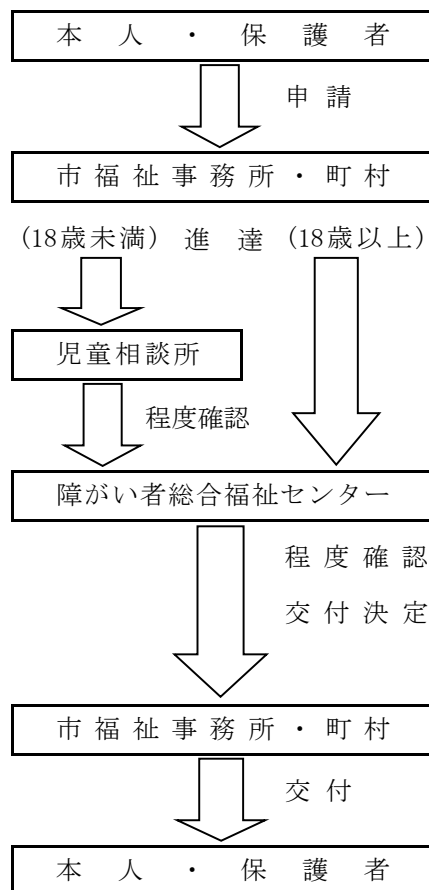 本人・保護者
申請
市福祉事務所・町村
(18歳未満) 進達 (18歳以上)
児童相談所
程度確認
障がい者総合福祉センター
程度確認
交付決定
市福祉事務所・町村
交付
本人・保護者